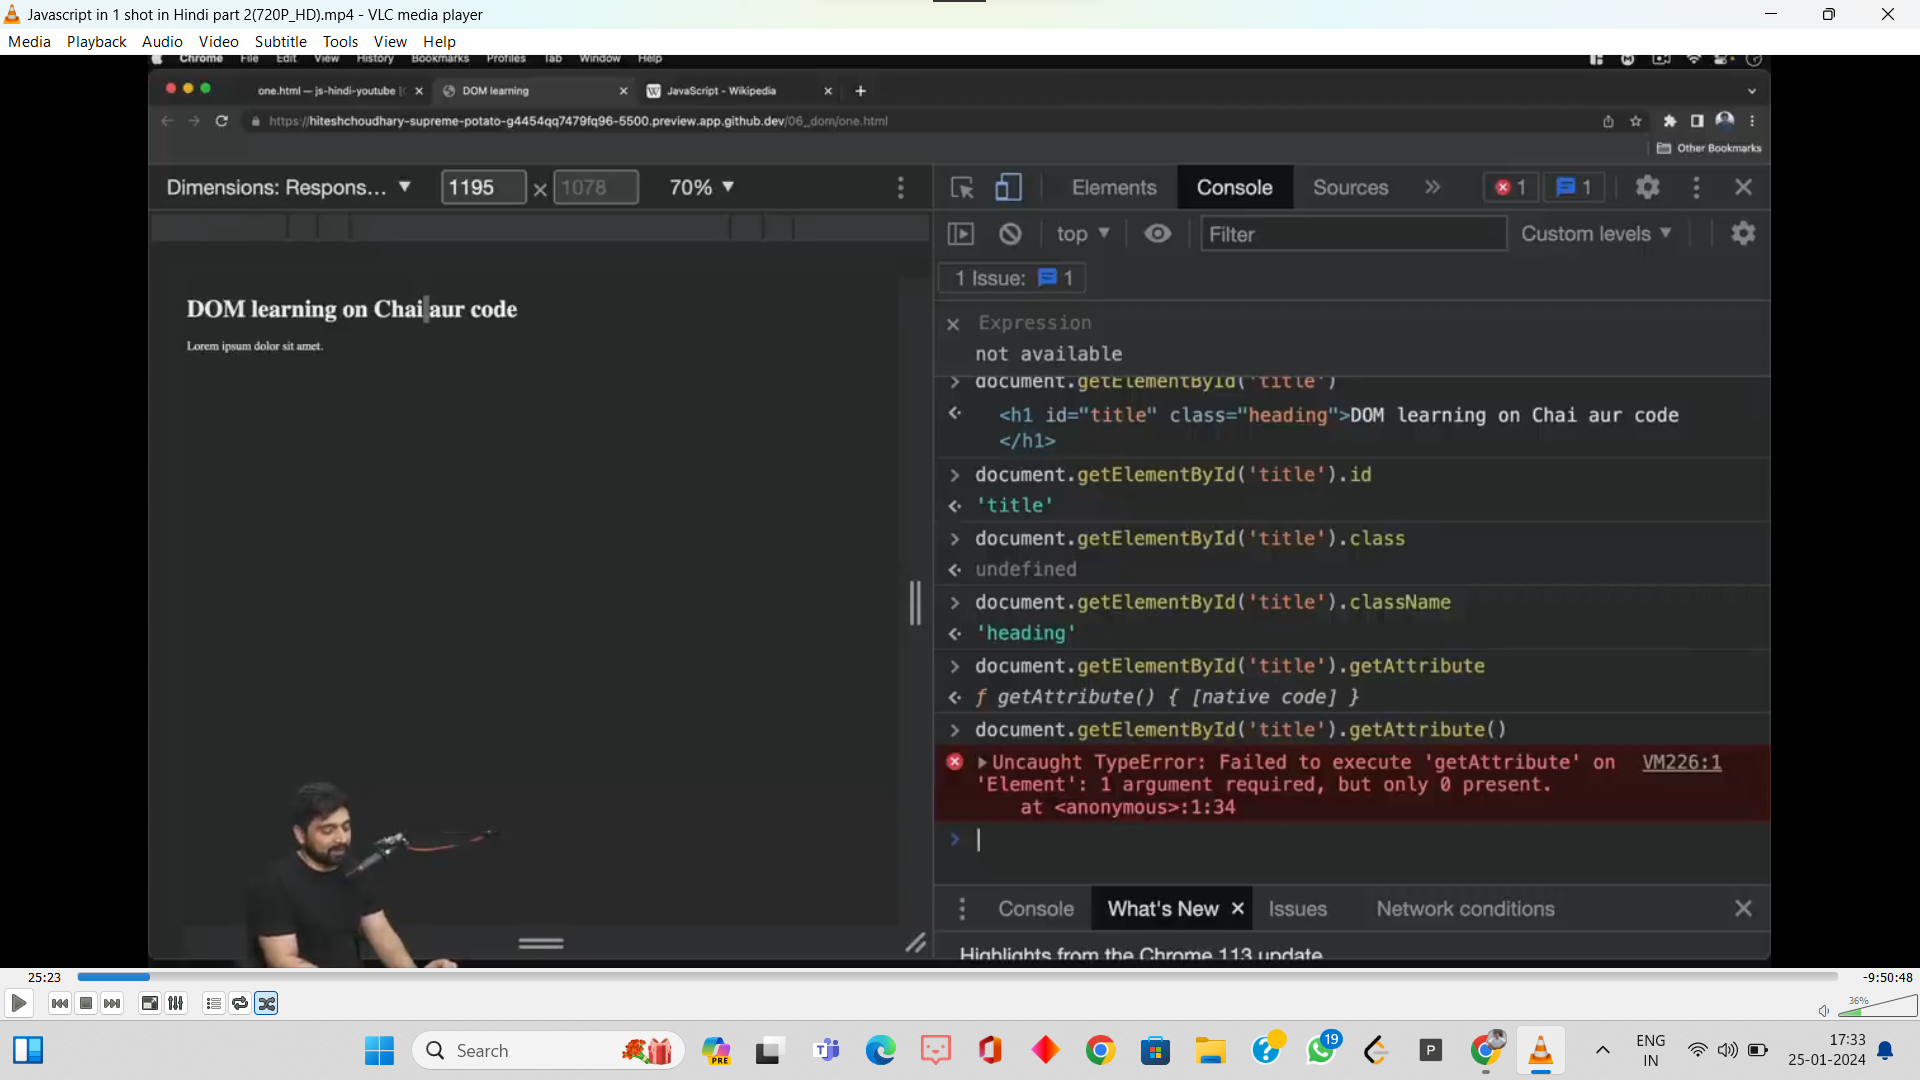 Javascript in 1 shot in Hindi part 2(720P_HD).mp4 - VLC media player
Media Playback Audio Video Subtitle Tools View Help
Chrome File Edit View History Bookmarks Profiles Tab Window Help
one.html — js-hindi-youtube [ DOM learning JavaScript - Wikipedia
https://hiteshchoudhary-supreme-potato-g4454qq7479fq96-5500.preview.app.github.dev/06_dom/one.html
Other Bookmarks
Dimensions: Respons... 1195 × 1078 70%
Elements Console Sources 1 1
top Filter Custom levels
1 Issue: 1
Expression
not available
DOM learning on Chai aur code
Lorem ipsum dolor sit amet.
document.getElementById('title')
<h1 id="title" class="heading">DOM learning on Chai aur code
</h1>
document.getElementById('title').id
'title'
document.getElementById('title').class
undefined
document.getElementById('title').className
'heading'
document.getElementById('title').getAttribute
ƒ getAttribute() { [native code] }
document.getElementById('title').getAttribute()
Uncaught TypeError: Failed to execute 'getAttribute' on VM226:1
'Element': 1 argument required, but only 0 present.
at <anonymous>:1:34
Console What's New Issues Network conditions
Highlights from the Chrome 113 update
25:23 -9:50:48
36%
Search PRE 19 P ENG 17:33
IN 25-01-2024